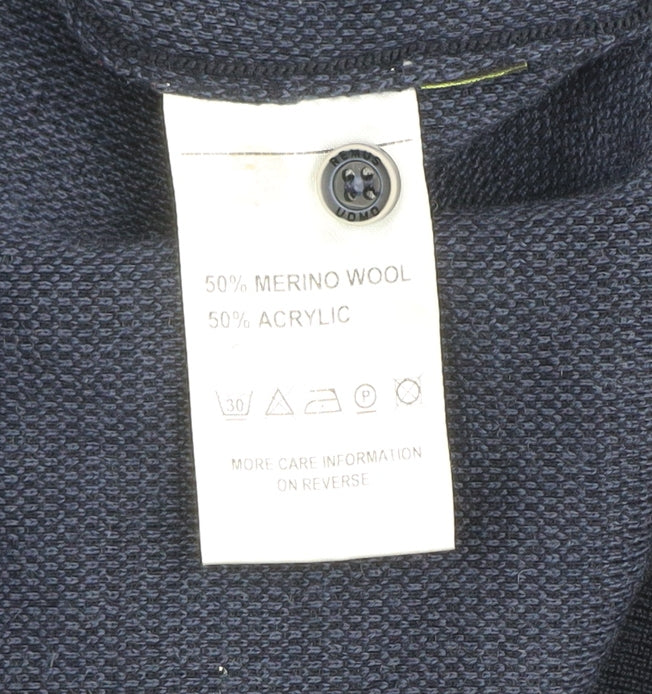 REMUS
UOMO
50% MERINO WOOL
50% ACRYLIC
30 P
MORE CARE INFORMATION
ON REVERSE